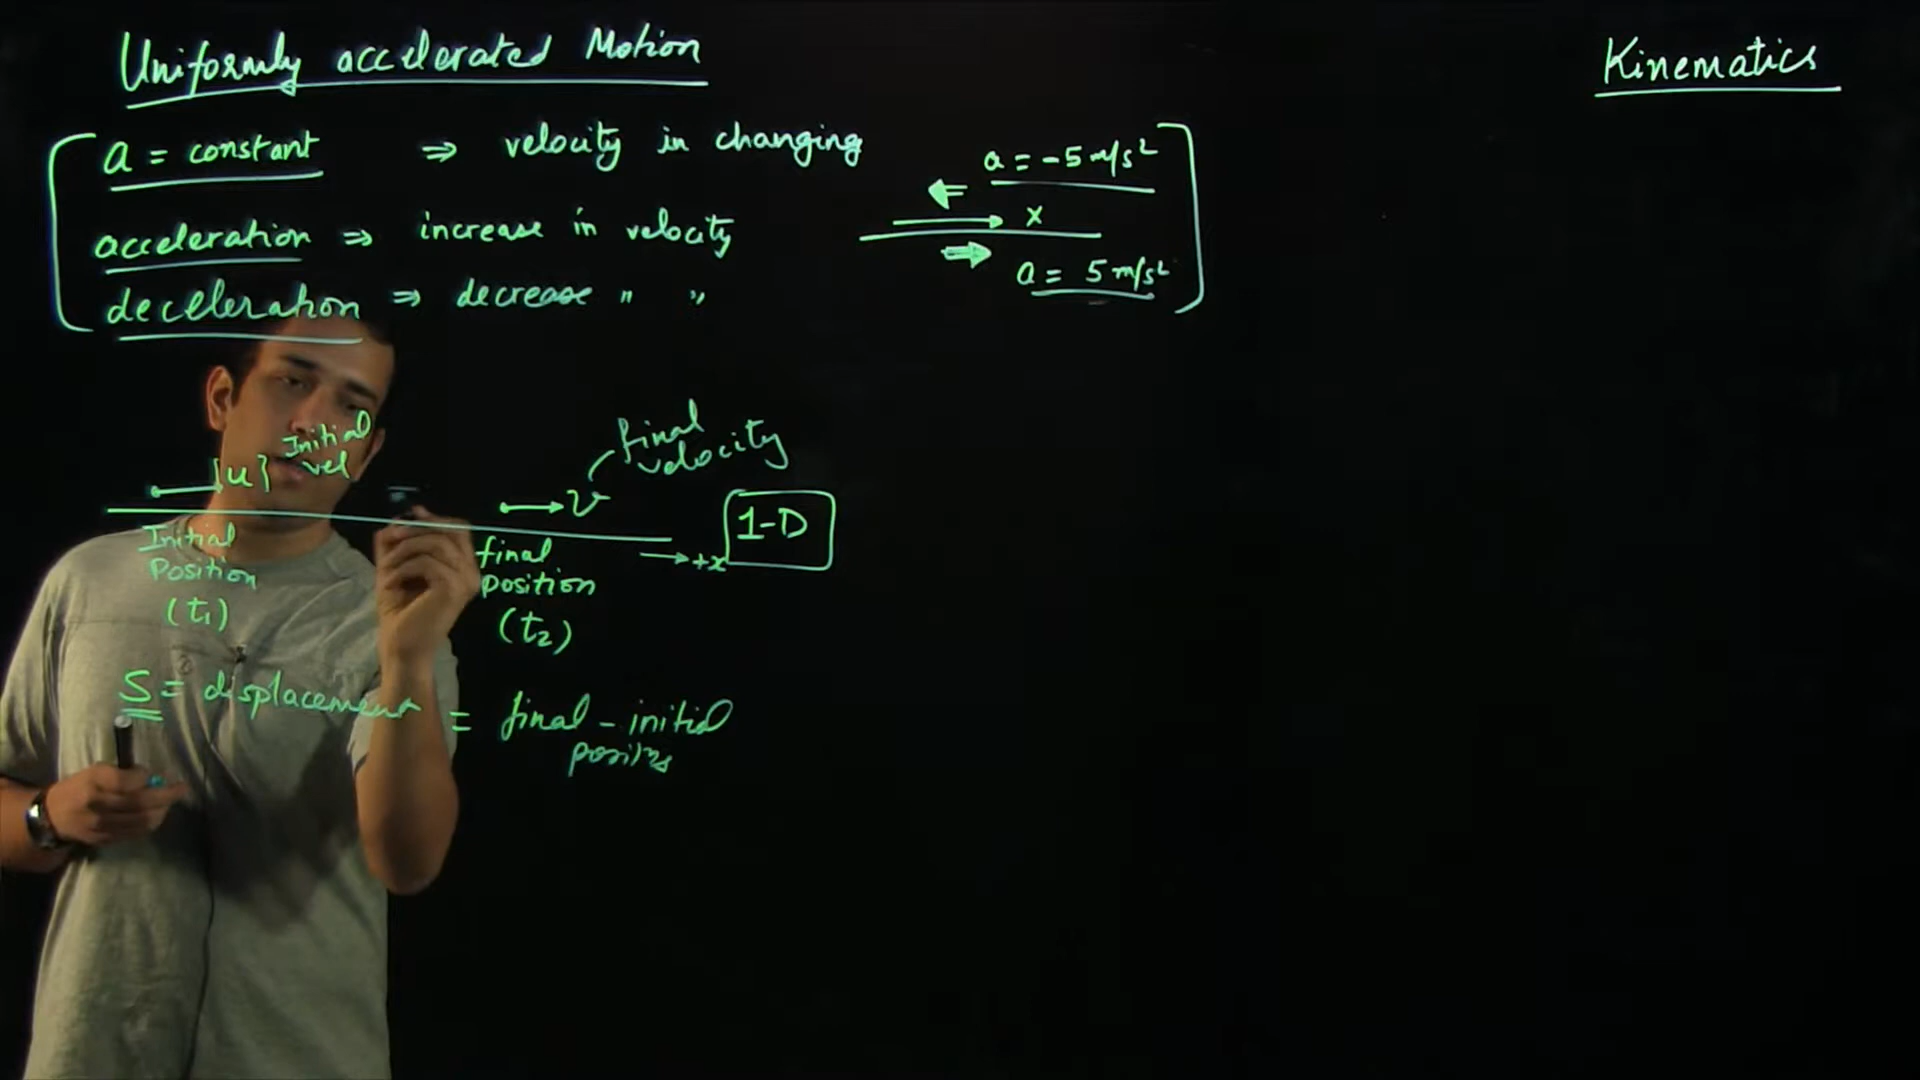 Uniformly accelerated Motion
Kinematics
a = constant ⇒ velocity in changing
a = -5 m/s²
acceleration ⇒ increase in velocity
x
a = 5 m/s²
deceleration ⇒ decrease " "
Initial
vel
final
velocity
[u]
v
1-D
+x
Initial
Position
(t₁)
final
position
(t₂)
S = displacement = final - initial